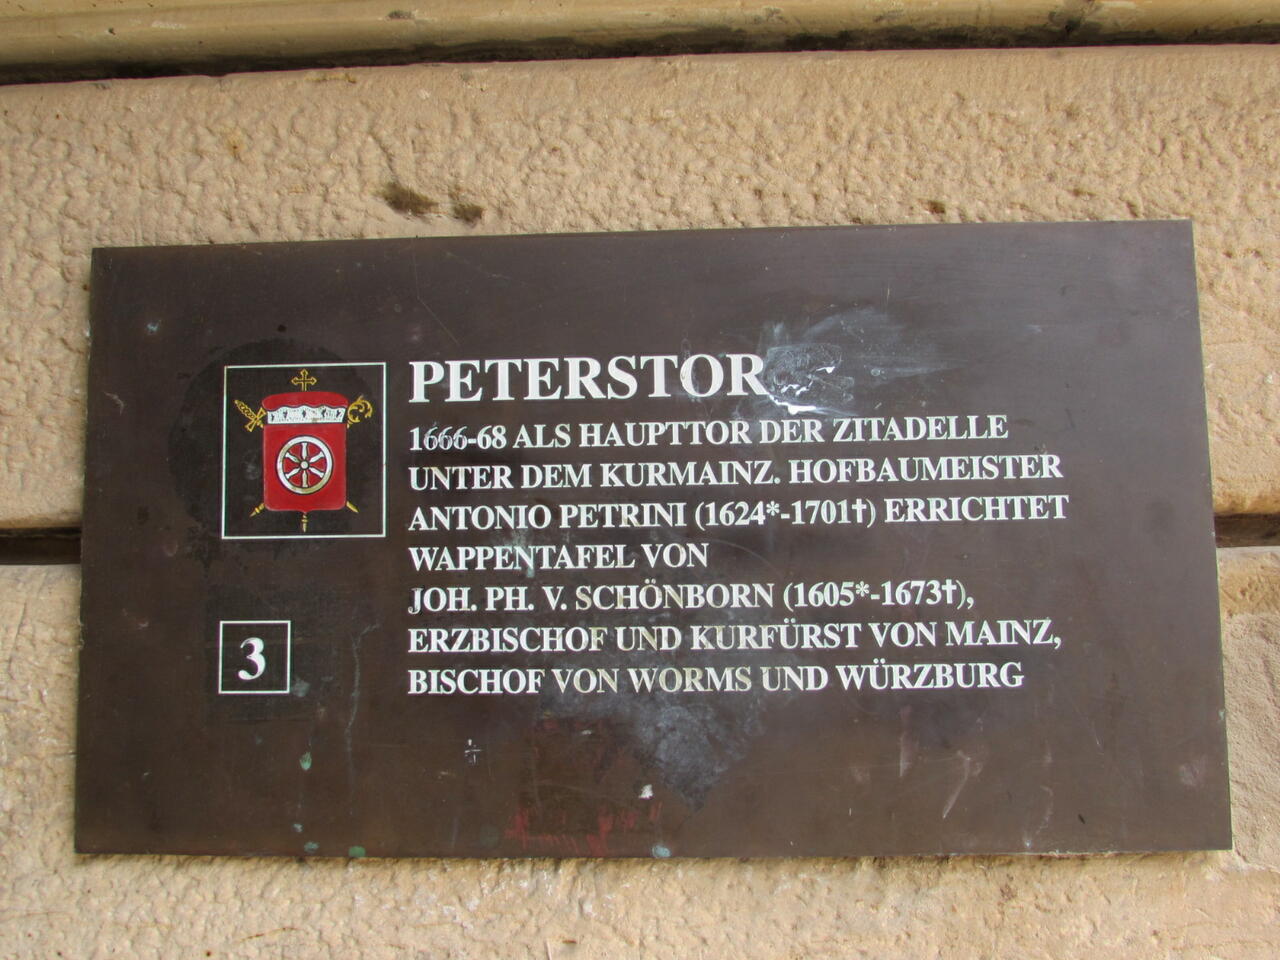 PETERSTOR
1666-68 ALS HAUPTTOR DER ZITADELLE
UNTER DEM KURMAINZ. HOFBAUMEISTER
ANTONIO PETRINI (1624*-1701†) ERRICHTET
WAPPENTAFEL VON
JOH. PH. V. SCHÖNBORN (1605*-1673†),
ERZBISCHOF UND KURFÜRST VON MAINZ,
BISCHOF VON WORMS UND WÜRZBURG
3